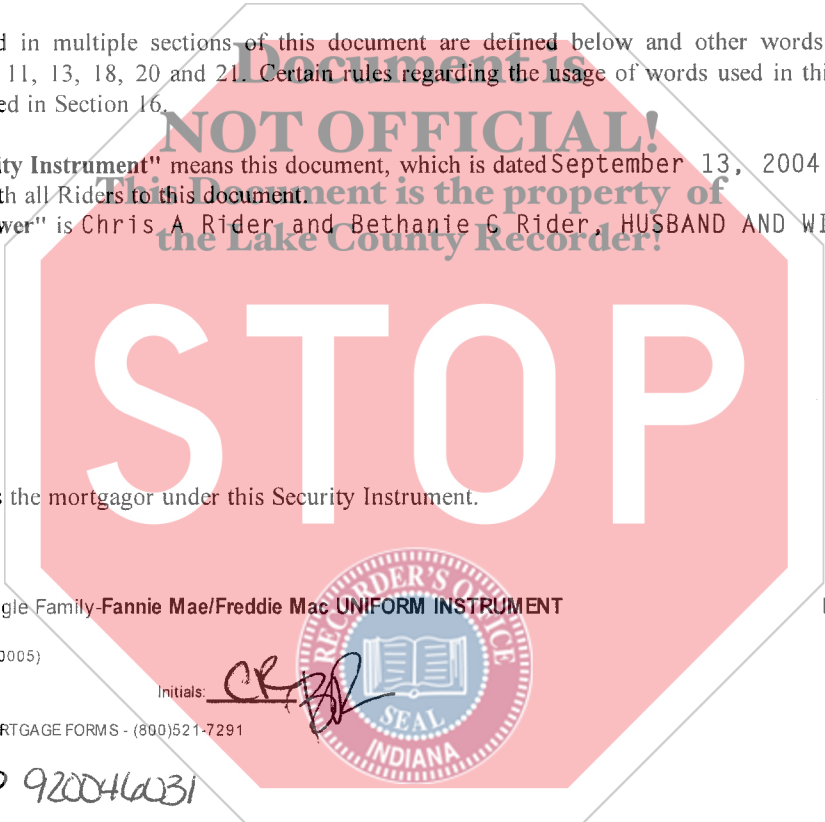 d in multiple sections of this document are defined below and other words
11, 13, 18, 20 and 21. Certain rules regarding the usage of words used in thi
ed in Section 16.
Document is
NOT OFFICIAL!
This Document is the property of
the Lake County Recorder!
ity Instrument" means this document, which is dated September 13, 2004
th all Riders to this document.
wer" is Chris A Rider and Bethanie C Rider, HUSBAND AND WI
STOP
s the mortgagor under this Security Instrument.
gle Family-Fannie Mae/Freddie Mac UNIFORM INSTRUMENT
0005)
Initials: CR BR
RTGAGE FORMS - (800)521-7291
920046031
RECORDER'S OFFICE
SEAL
INDIANA